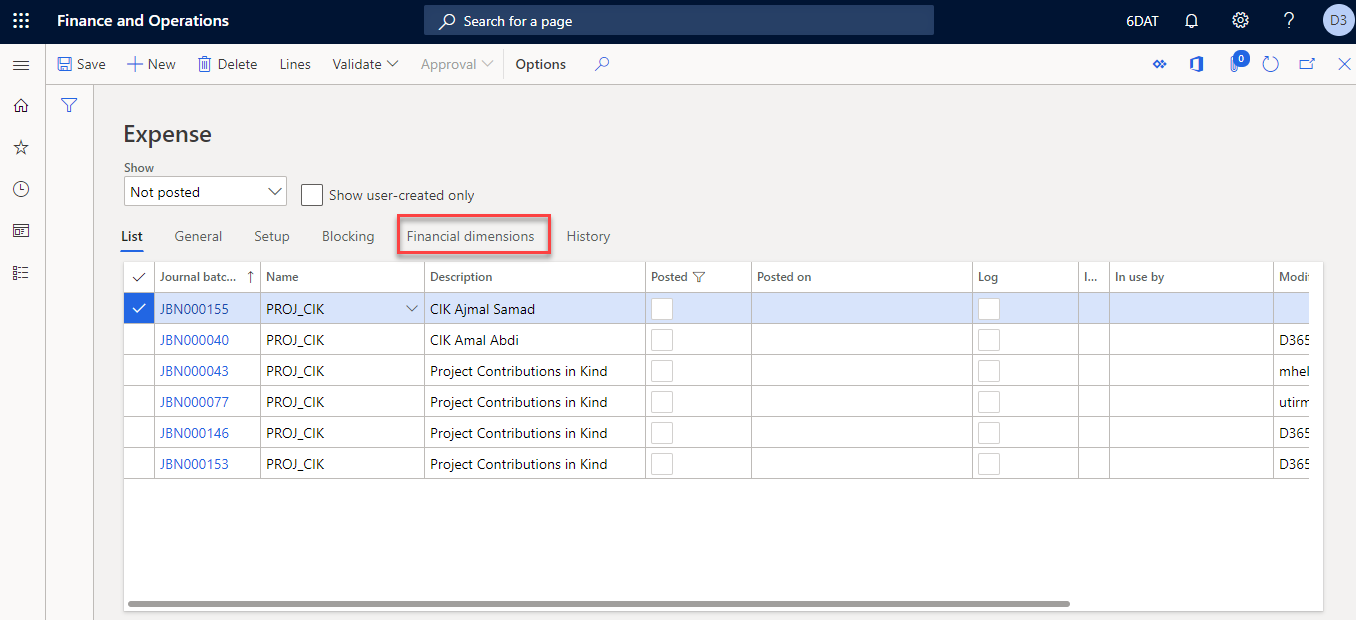 Finance and Operations Search for a page 6DAT ? D3
Save New Delete Lines Validate Approval Options 0
Expense
Show
Not posted Show user-created only
List General Setup Blocking Financial dimensions History
Journal batc... Name Description Posted Posted on Log I... In use by Modif
JBN000155 PROJ_CIK CIK Ajmal Samad
JBN000040 PROJ_CIK CIK Amal Abdi D365
JBN000043 PROJ_CIK Project Contributions in Kind mhel
JBN000077 PROJ_CIK Project Contributions in Kind utirm
JBN000146 PROJ_CIK Project Contributions in Kind D365
JBN000153 PROJ_CIK Project Contributions in Kind D365